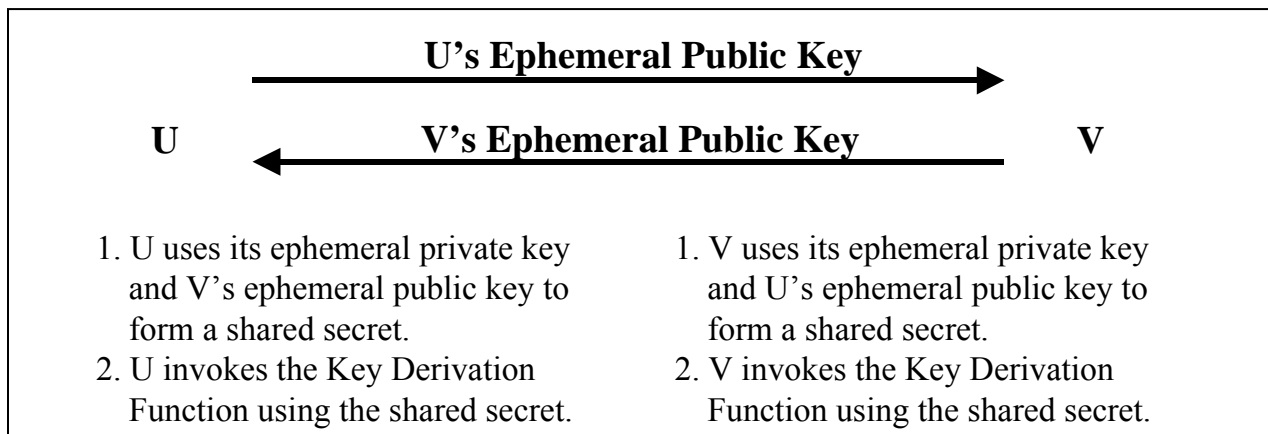 U’s Ephemeral Public Key
U
V’s Ephemeral Public Key
V
1. U uses its ephemeral private key
and V’s ephemeral public key to
form a shared secret.
2. U invokes the Key Derivation
Function using the shared secret.
1. V uses its ephemeral private key
and U’s ephemeral public key to
form a shared secret.
2. V invokes the Key Derivation
Function using the shared secret.